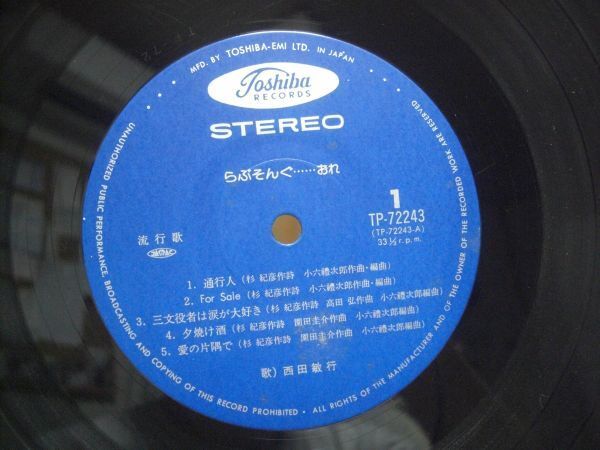 TP-72
MFD. BY TOSHIBA-EMI LTD. IN JAPAN
Toshiba
RECORDS
STEREO
らぶそんぐ……おれ
1
TP-72243
(TP-72243-A)
33⅓ r.p.m.
流行歌
JASRAC
1. 通行人 (杉 紀彦作詩 小六禮次郎作曲・編曲)
2. For Sale (杉 紀彦作詩 小六禮次郎作曲・編曲)
3. 三文役者は涙が大好き (杉 紀彦作詩 高田 弘作曲 小六禮次郎編曲)
4. 夕焼け酒 (杉 紀彦作詩 園田圭介作曲 小六禮次郎編曲)
5. 愛の片隅で (杉 紀彦作詩 園田圭介作曲 小六禮次郎編曲)
歌) 西田敏行
UNAUTHORIZED PUBLIC PERFORMANCE, BROADCASTING AND COPYING OF THIS RECORD PROHIBITED • ALL RIGHTS OF THE MANUFACTURER AND OF THE OWNER OF THE RECORDED WORK ARE RESERVED